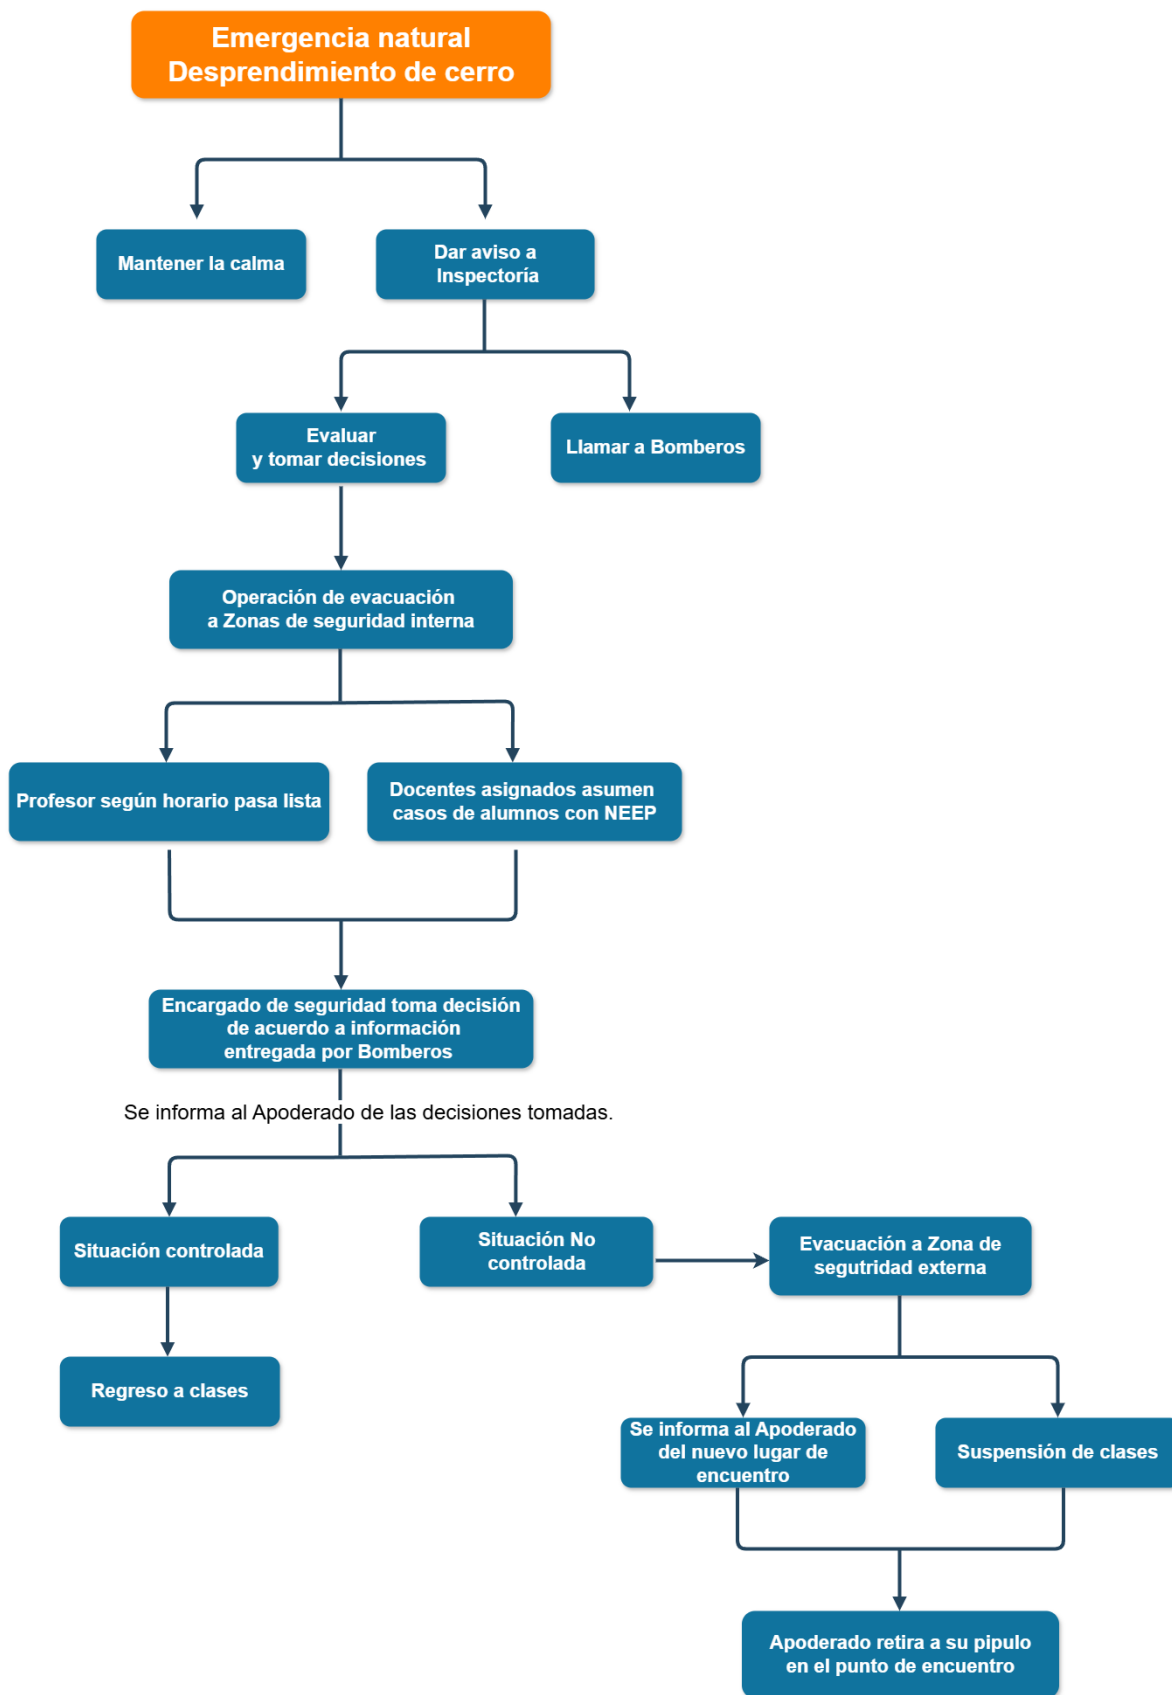 Emergencia natural
Desprendimiento de cerro
Mantener la calma
Dar aviso a
Inspectoría
Evaluar
y tomar decisiones
Llamar a Bomberos
Operación de evacuación
a Zonas de seguridad interna
Profesor según horario pasa lista
Docentes asignados asumen
casos de alumnos con NEEP
Encargado de seguridad toma decisión
de acuerdo a información
entregada por Bomberos
Se informa al Apoderado de las decisiones tomadas.
Situación controlada
Situación No
controlada
Evacuación a Zona de
segutridad externa
Regreso a clases
Se informa al Apoderado
del nuevo lugar de
encuentro
Suspensión de clases
Apoderado retira a su pipulo
en el punto de encuentro